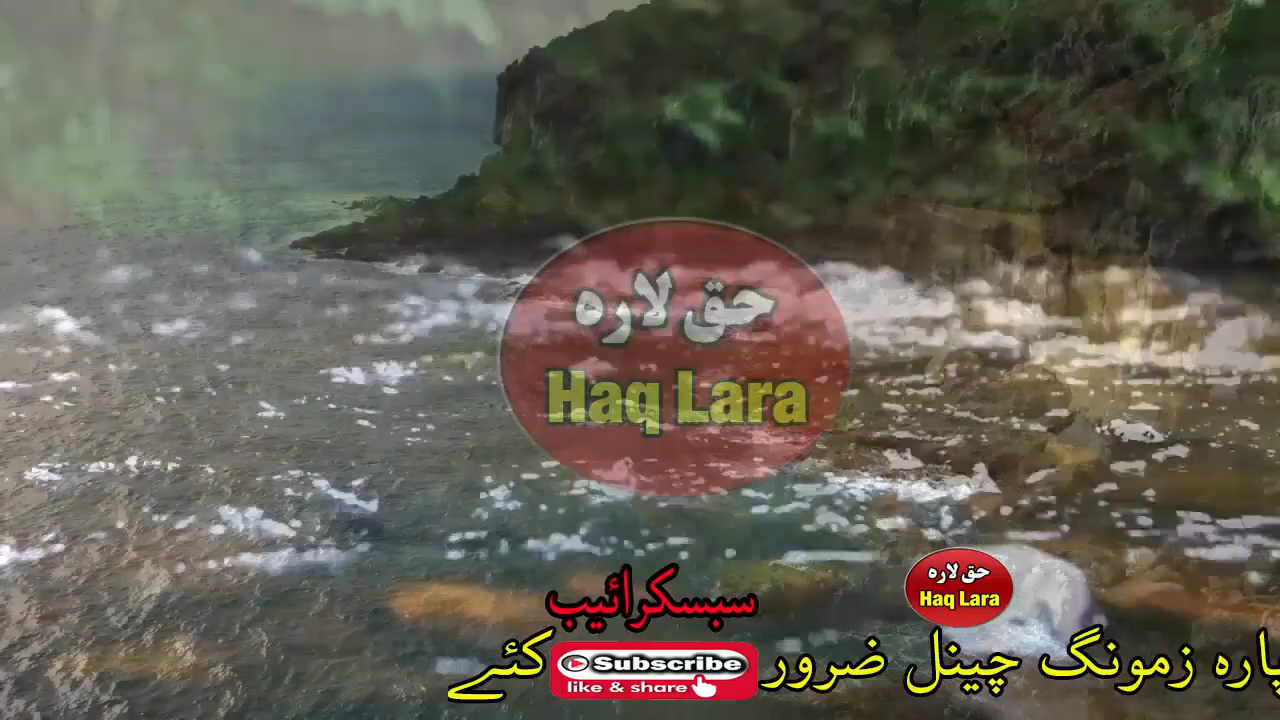 حق لاره
Haq Lara
سبسکرائیب
حق لاره
Haq Lara
پاره زمونگ چینل ضرور
Subscribe
کئے
like & share